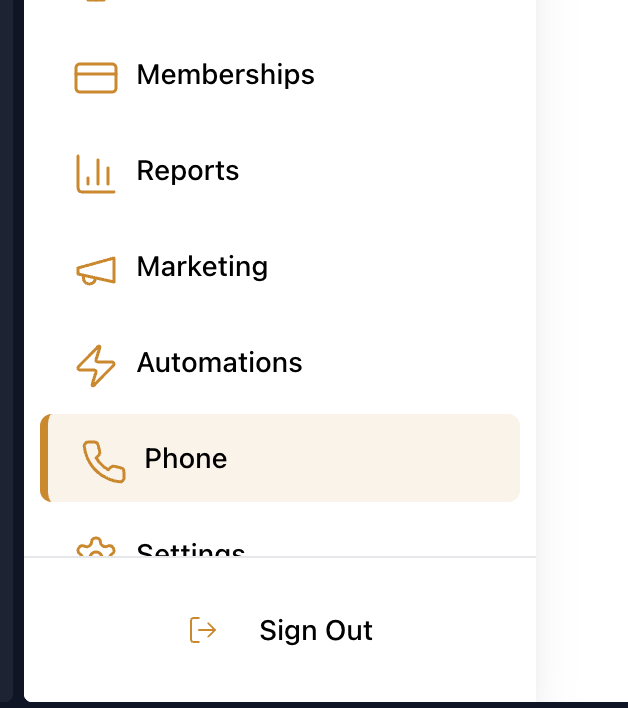 Memberships
Reports
Marketing
Automations
Phone
Settings
Sign Out